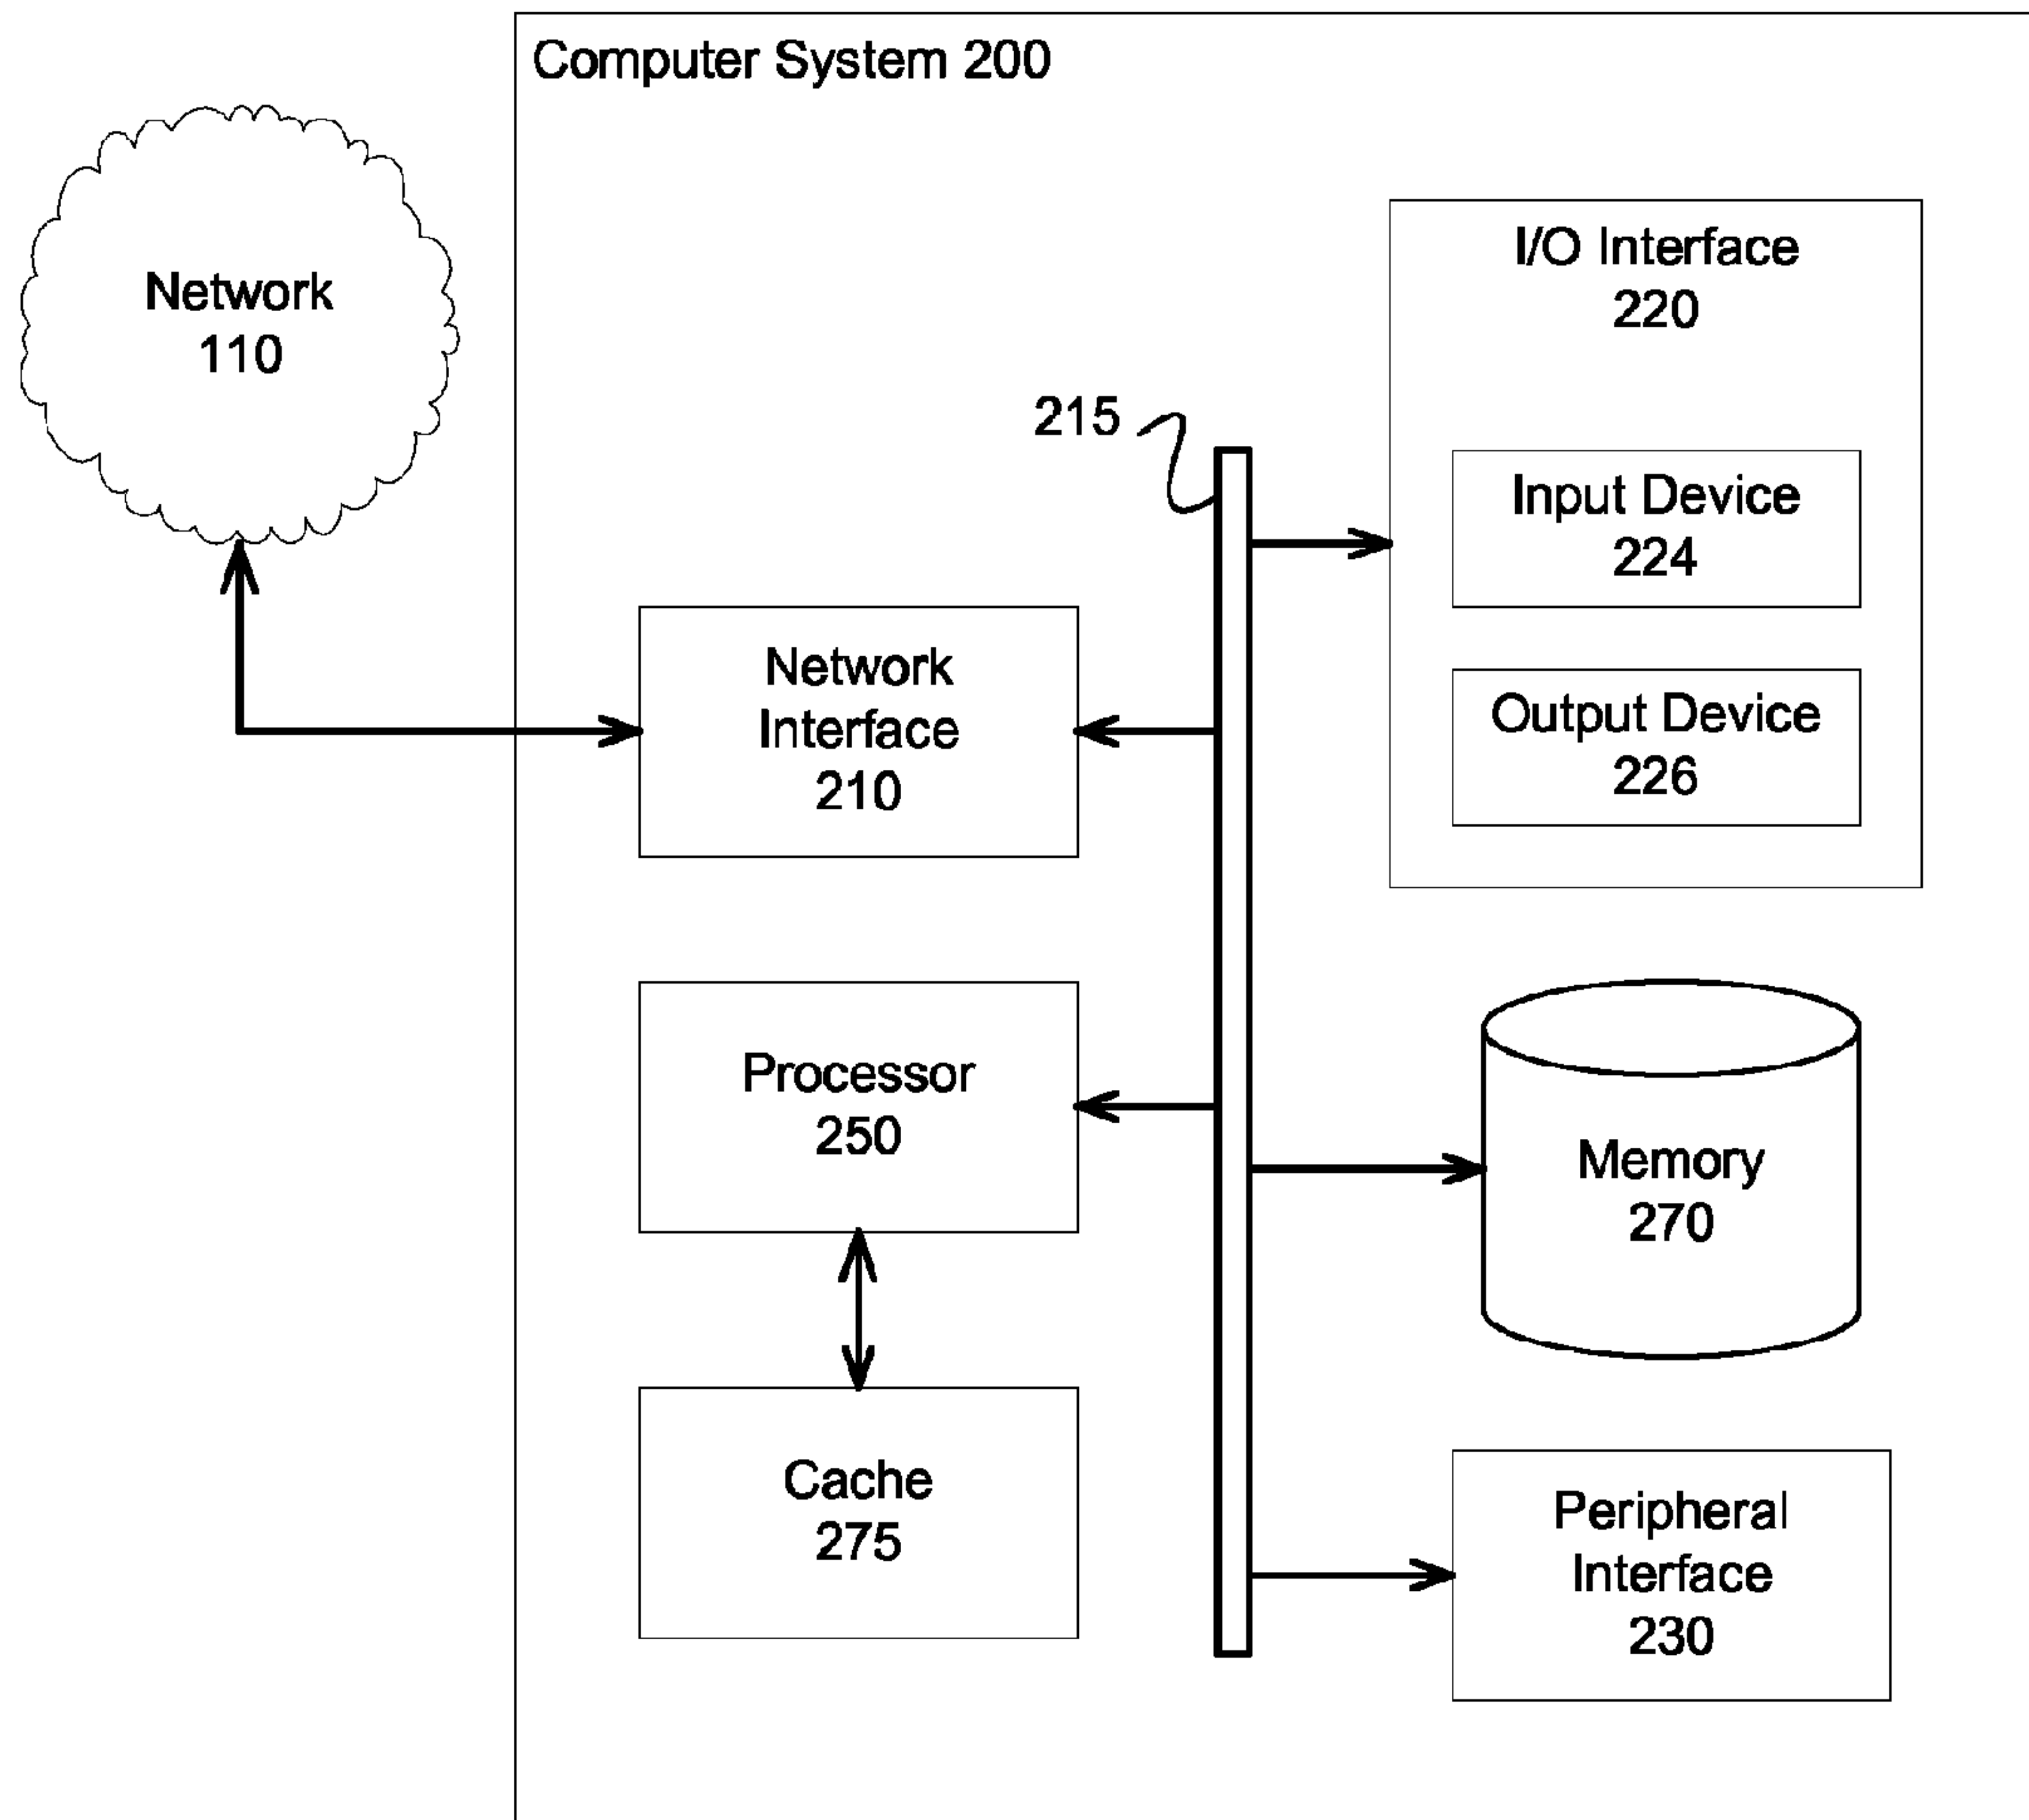 Computer System 200
Network
110
I/O Interface
220
215
Input Device
224
Network
Interface
210
Output Device
226
Processor
250
Memory
270
Cache
275
Peripheral
Interface
230